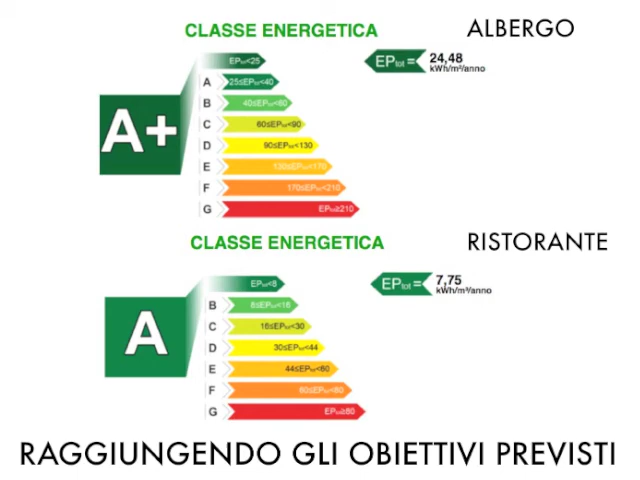 CLASSE ENERGETICA
ALBERGO
EPtot<25
EPtot = 24,48
kWh/m²/anno
A+
A 25≤EPtot<40
B 40≤EPtot<60
C 60≤EPtot<90
D 90≤EPtot<130
E 130≤EPtot<170
F 170≤EPtot<210
G EPtot≥210
CLASSE ENERGETICA
RISTORANTE
EPtot<8
EPtot = 7,75
kWh/m³/anno
A
B 8≤EPtot<16
C 16≤EPtot<30
D 30≤EPtot<44
E 44≤EPtot<60
F 60≤EPtot<80
G EPtot≥80
RAGGIUNGENDO GLI OBIETTIVI PREVISTI